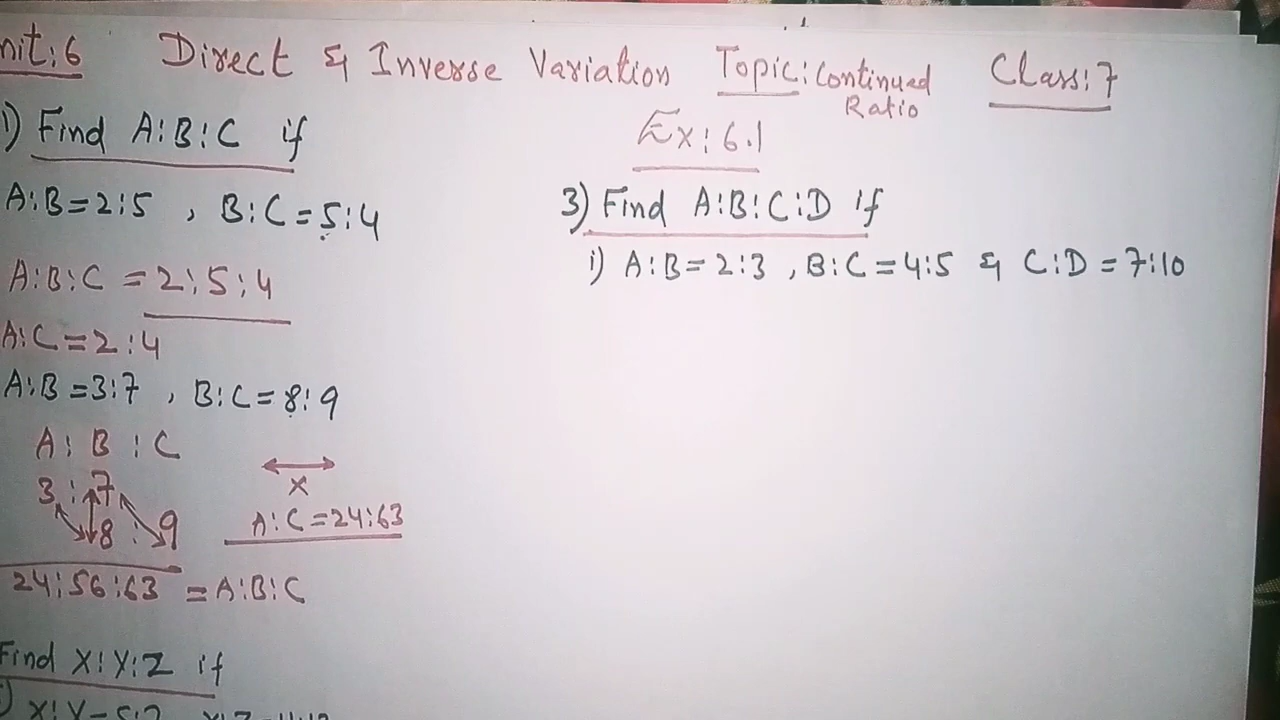 nit:6 Direct & Inverse Variation Topic: Continued Ratio Class:7
Ex:6.1
1) Find A:B:C if
A:B=2:5 , B:C=5:4
A:B:C =2:5:4
A:C=2:4
A:B=3:7 , B:C=8:9
A: B :C
3:7
8:9
x
A:C=24:63
24:56:63 =A:B:C
Find X:Y:Z if
3) Find A:B:C:D if
i) A:B=2:3 , B:C=4:5 & C:D=7:10